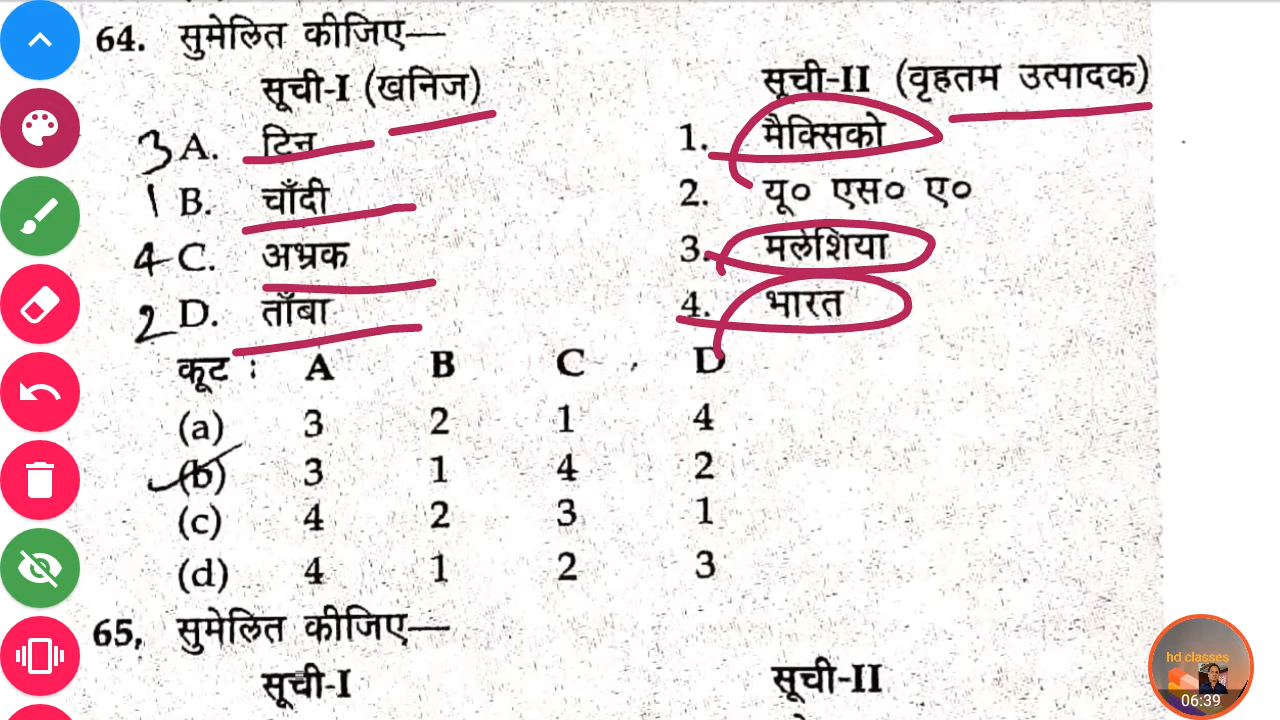 64. सुमेलित कीजिए—
सूची-I (खनिज) सूची-II (वृहतम उत्पादक)
3 A. टिन 1. मैक्सिको
1 B. चाँदी 2. यू० एस० ए०
4 C. अभ्रक 3. मलेशिया
2 D. ताँबा 4. भारत
कूट : A B C D
(a) 3 2 1 4
(b) 3 1 4 2
(c) 4 2 3 1
(d) 4 1 2 3
65, सुमेलित कीजिए—
सूची-I सूची-II
hd classes
06:39